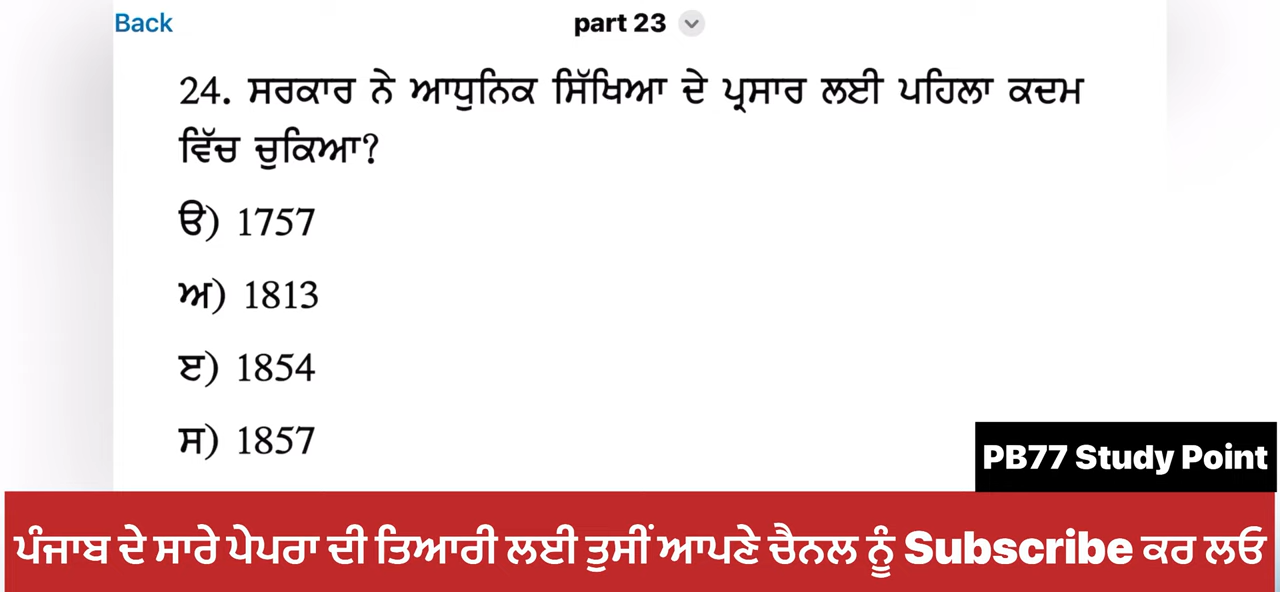 Back
part 23
24. ਸਰਕਾਰ ਨੇ ਆਧੁਨਿਕ ਸਿੱਖਿਆ ਦੇ ਪ੍ਰਸਾਰ ਲਈ ਪਹਿਲਾ ਕਦਮ
ਵਿੱਚ ਚੁਕਿਆ?
ੳ) 1757
ਅ) 1813
ੲ) 1854
ਸ) 1857
PB77 Study Point
ਪੰਜਾਬ ਦੇ ਸਾਰੇ ਪੇਪਰਾ ਦੀ ਤਿਆਰੀ ਲਈ ਤੁਸੀਂ ਆਪਣੇ ਚੈਨਲ ਨੂੰ Subscribe ਕਰ ਲਓ